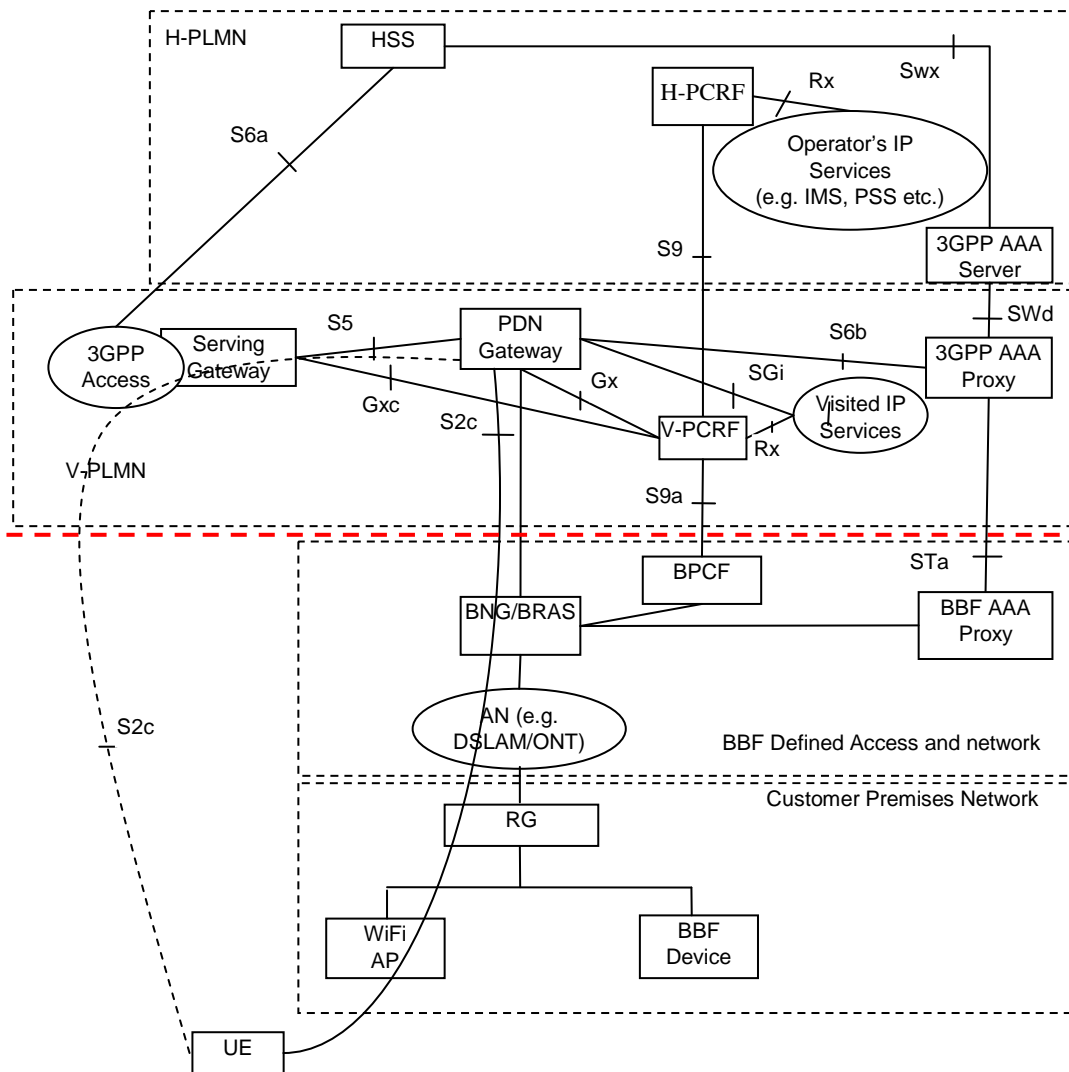 H-PLMN
HSS
Swx
H-PCRF
Rx
S6a
Operator’s IP
Services
(e.g. IMS, PSS etc.)
S9
3GPP AAA
Server
SWd
S5
PDN
Gateway
S6b
3GPP
Access
Serving
Gateway
3GPP AAA
Proxy
Gxc
Gx
SGi
S2c
V-PCRF
Rx
Visited IP
Services
V-PLMN
S9a
STa
BPCF
BNG/BRAS
BBF AAA
Proxy
AN (e.g.
DSLAM/ONT)
S2c
BBF Defined Access and network
Customer Premises Network
RG
WiFi
AP
BBF
Device
UE